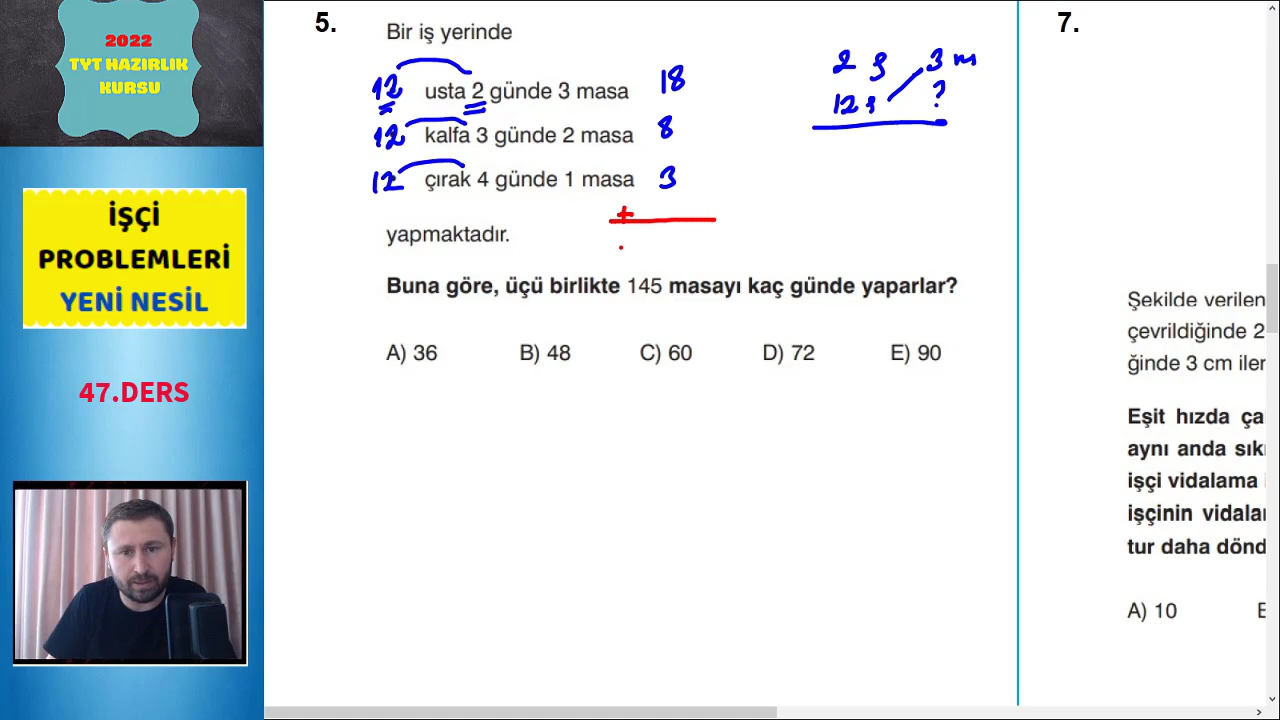 2022
TYT HAZIRLIK
KURSU
İŞÇİ
PROBLEMLERİ
YENİ NESİL
47.DERS
5.
Bir iş yerinde
12 usta 2 günde 3 masa 18
12 kalfa 3 günde 2 masa 8
12 çırak 4 günde 1 masa 3
+
yapmaktadır.
Buna göre, üçü birlikte 145 masayı kaç günde yaparlar?
A) 36 B) 48 C) 60 D) 72 E) 90
2 g 3 m
12 g ?
7.
Şekilde verilen
çevrildiğinde 2
ğinde 3 cm iler
Eşit hızda ça
aynı anda sık
işçi vidalama
işçinin vidala
tur daha dönd
A) 10